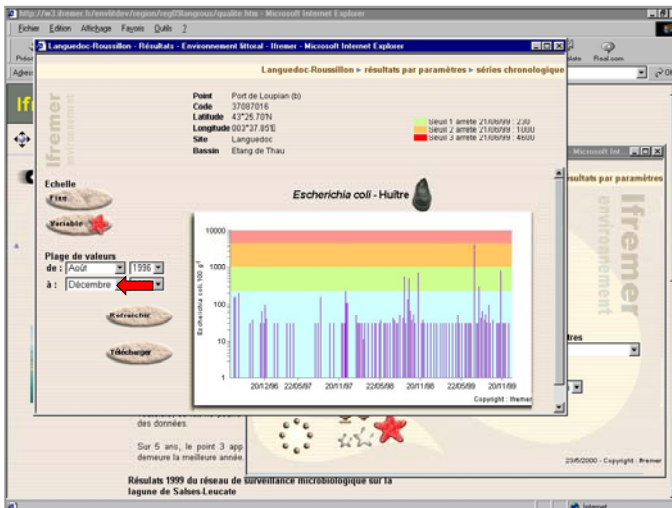 http://w3.ifremer.fr/envlitdev/region/reg09langrous/qualite.htm - Microsoft Internet Explorer
Fichier Edition Affichage Favoris Outils ?
Languedoc-Roussillon - Résultats - Environnement littoral - Ifremer - Microsoft Internet Explorer
Languedoc-Roussillon ► résultats par paramètres ► séries chronologique
Ifremer
environnement
Point Port de Loupian (b)
Code 37087016
Latitude 43°25.70'N
Longitude 003°37.85'E
Site Languedoc
Bassin Etang de Thau
Seuil 1 arrete 21/06/99 : 230
Seuil 2 arrete 21/06/99 : 1000
Seuil 3 arrete 21/06/99 : 4600
Echelle
Fixe
Variable
Plage de valeurs
de : Août 1996
à : Décembre
Rafraîchir
Télécharger
Escherichia coli - Huître
Escherichia coli.100 g-1
10000
1000
100
10
1
20/12/96 22/05/97 20/11/97 22/05/98 20/11/98 22/05/99 20/11/99
Copyright : Ifremer
- Microsoft Int...
résultats par paramètres
Ifremer
environnement
23/5/2000 - Copyright : Ifremer
des données.
Sur 5 ans, le point 3 app
demeure la meilleure année
Résulats 1999 du réseau de surveillance microbiologique sur la
lagune de Salses-Leucate
Internet